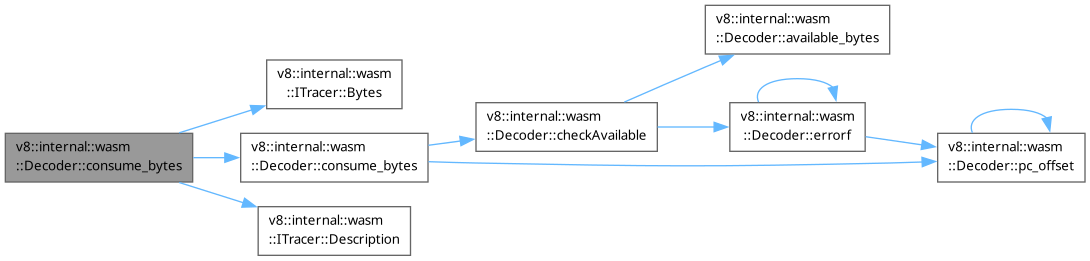 v8::internal::wasm
::Decoder::consume_bytes
v8::internal::wasm
::ITracer::Bytes
v8::internal::wasm
::Decoder::consume_bytes
v8::internal::wasm
::ITracer::Description
v8::internal::wasm
::Decoder::checkAvailable
v8::internal::wasm
::Decoder::available_bytes
v8::internal::wasm
::Decoder::errorf
v8::internal::wasm
::Decoder::pc_offset